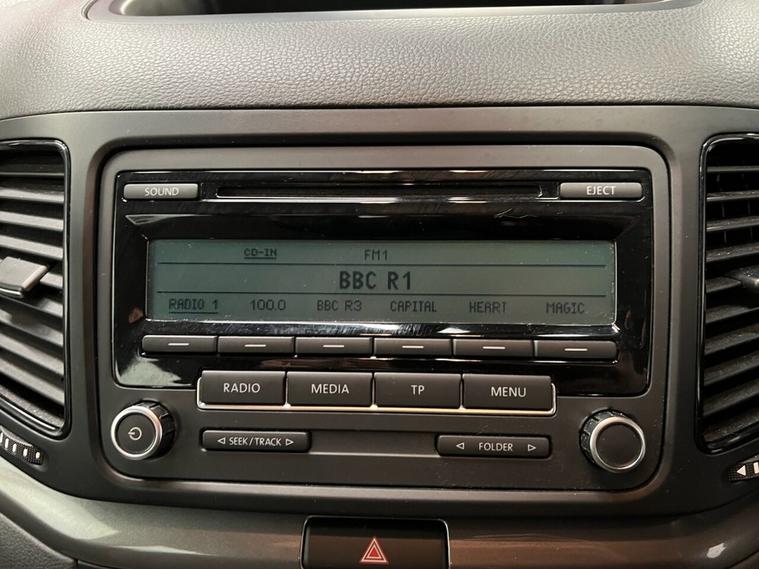 SOUND EJECT
CD-IN FM1
BBC R1
RADIO 1 100.0 BBC R3 CAPITAL HEART MAGIC
RADIO MEDIA TP MENU
SEEK/TRACK FOLDER